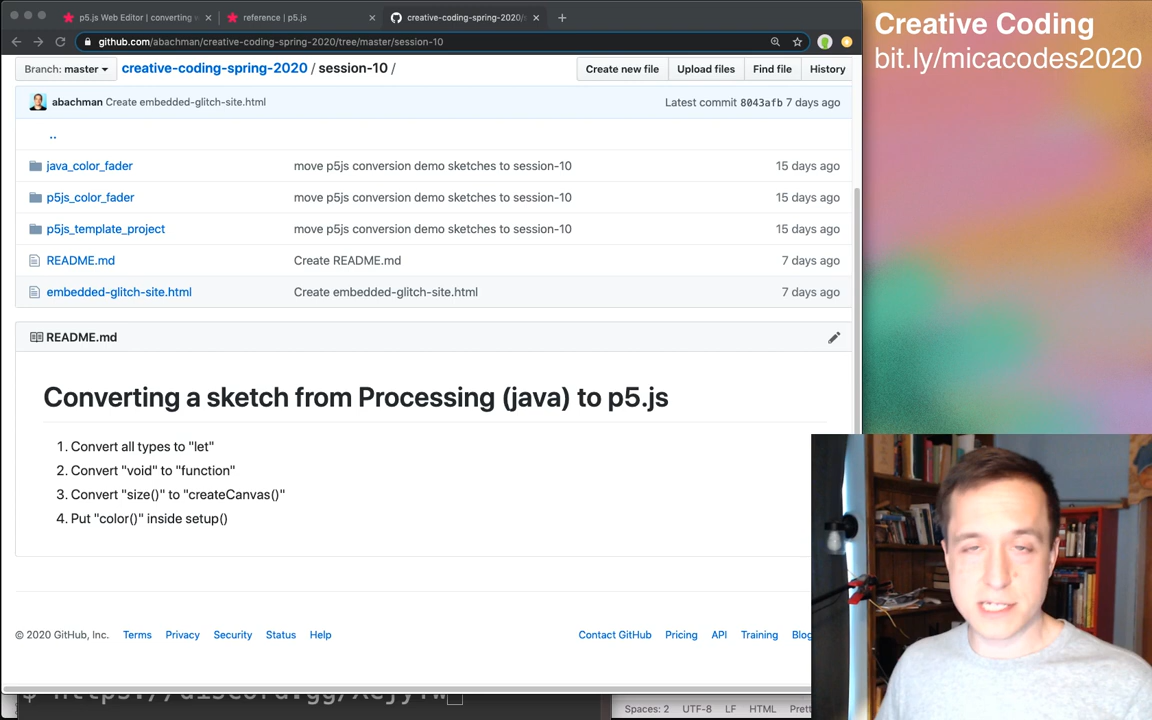 p5.js Web Editor | converting
reference | p5.js
creative-coding-spring-2020/
github.com/abachman/creative-coding-spring-2020/tree/master/session-10
Creative Coding
bit.ly/micacodes2020
Branch: master
creative-coding-spring-2020 / session-10 /
Create new file
Upload files
Find file
History
abachman Create embedded-glitch-site.html
Latest commit 8043afb 7 days ago
..
java_color_fader move p5js conversion demo sketches to session-10 15 days ago
p5js_color_fader move p5js conversion demo sketches to session-10 15 days ago
p5js_template_project move p5js conversion demo sketches to session-10 15 days ago
README.md Create README.md 7 days ago
embedded-glitch-site.html Create embedded-glitch-site.html 7 days ago
README.md
Converting a sketch from Processing (java) to p5.js
1. Convert all types to "let"
2. Convert "void" to "function"
3. Convert "size()" to "createCanvas()"
4. Put "color()" inside setup()
© 2020 GitHub, Inc. Terms Privacy Security Status Help
Contact GitHub Pricing API Training Blog
Spaces: 2 UTF-8 LF HTML